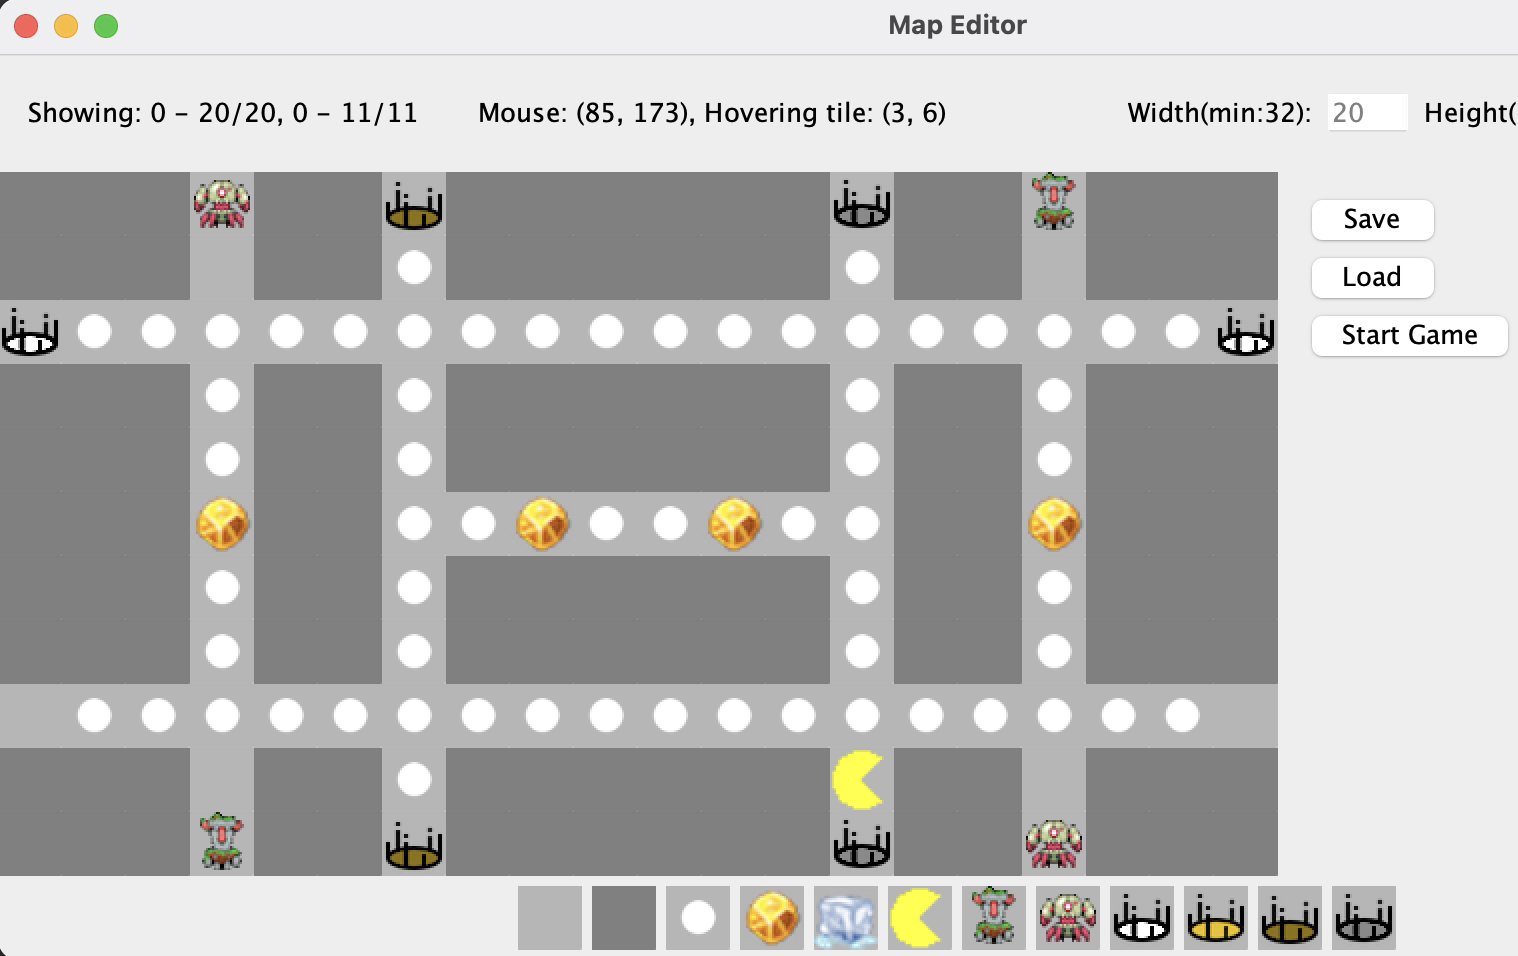 Map Editor
Showing: 0 – 20/20, 0 – 11/11 Mouse: (85, 173), Hovering tile: (3, 6) Width(min:32): 20 Height(
Save
Load
Start Game